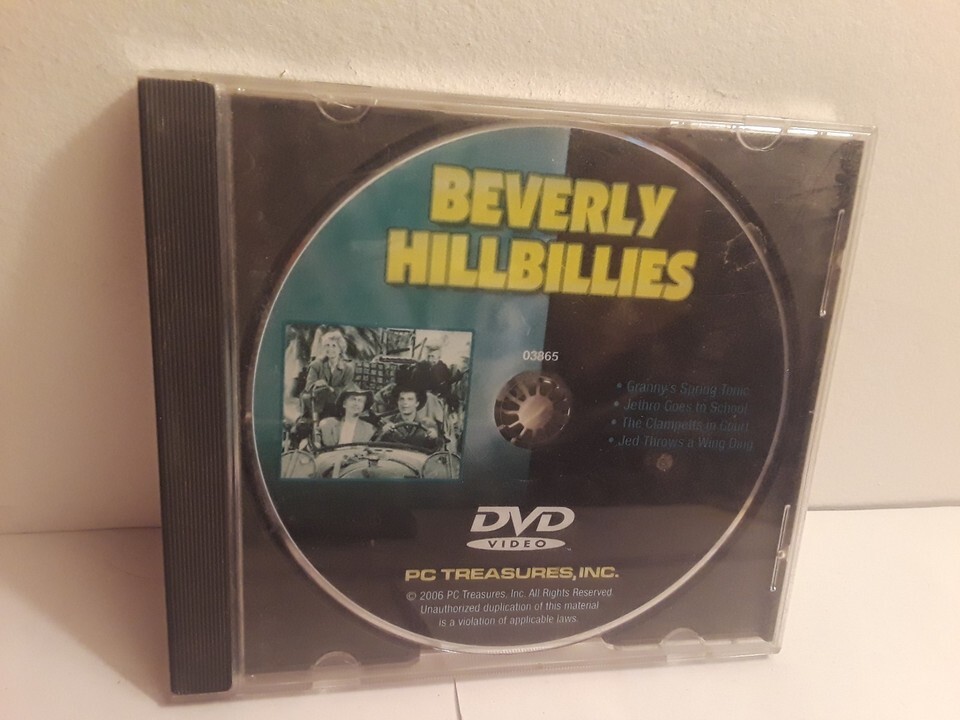 BEVERLY
HILLBILLIES
03865
• Granny's Spring Tonic
• Jethro Goes to School
• The Clampetts in Court
• Jed Throws a Wing Ding
DVD
VIDEO
PC TREASURES, INC.
© 2006 PC Treasures, Inc. All Rights Reserved.
Unauthorized duplication of this material
is a violation of applicable laws.